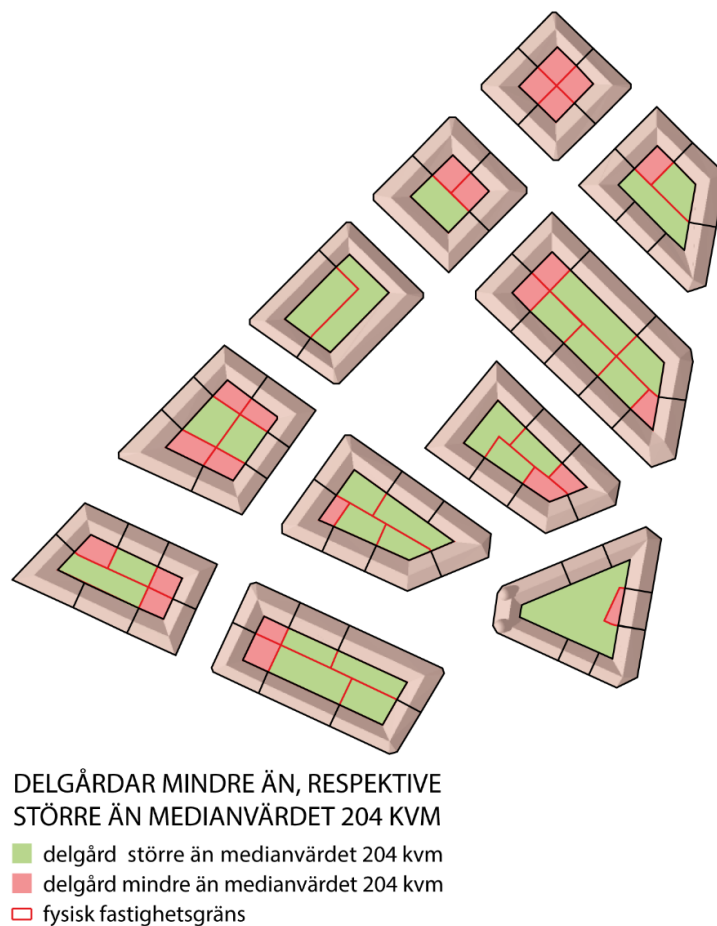 DELGÅRDAR MINDRE ÄN, RESPEKTIVE
STÖRRE ÄN MEDIANVÄRDET 204 KVM
delgård större än medianvärdet 204 kvm
delgård mindre än medianvärdet 204 kvm
fysisk fastighetsgräns